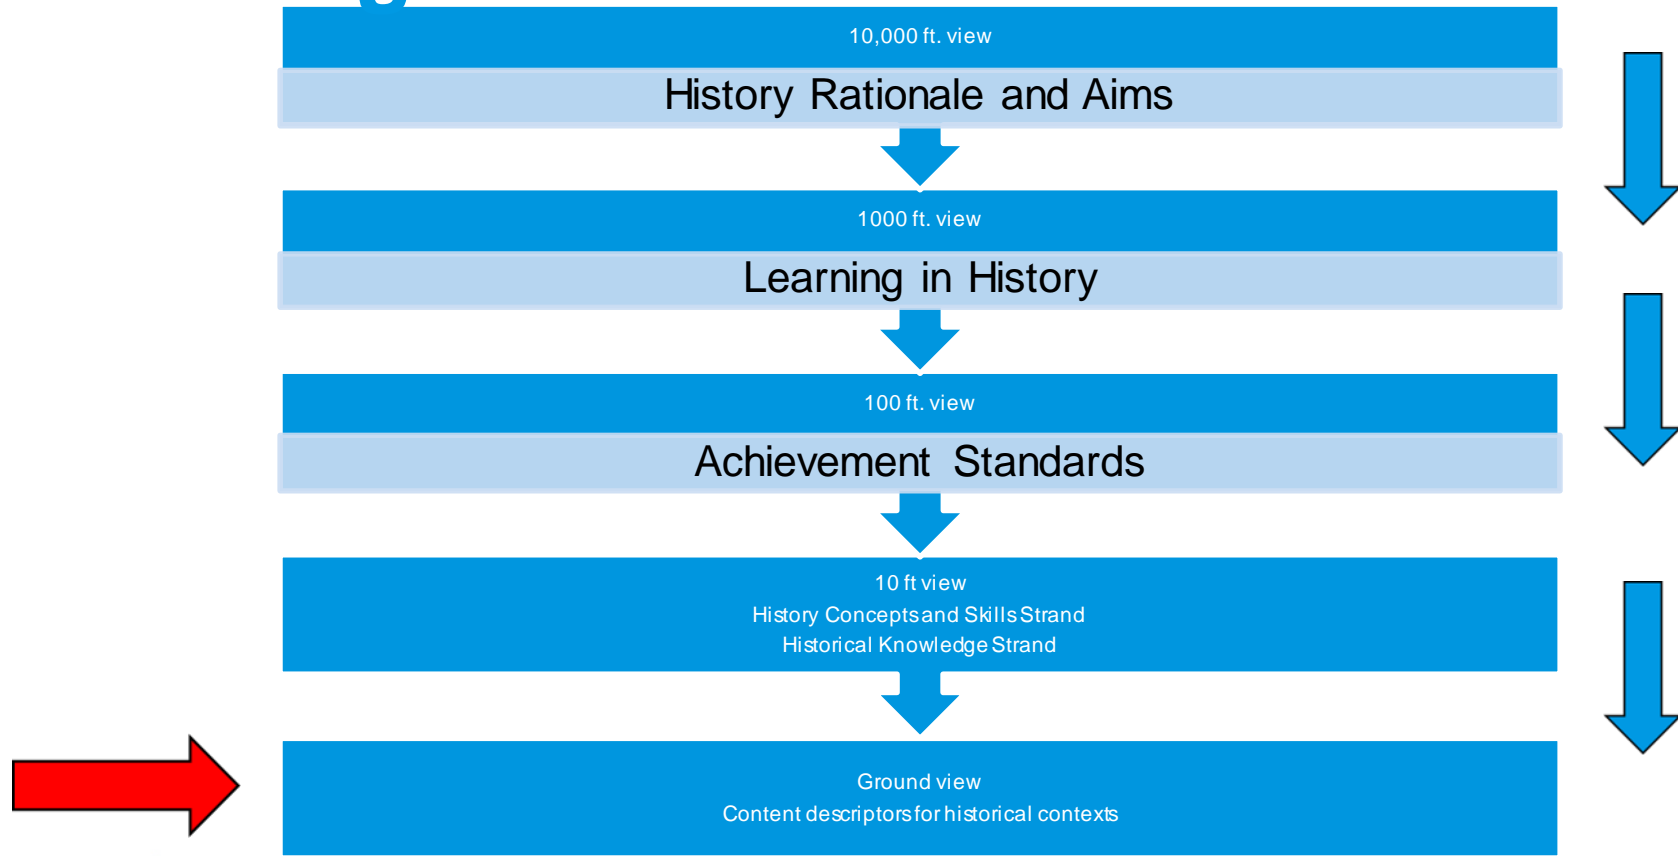 10,000 ft. view
History Rationale and Aims
1000 ft. view
Learning in History
100 ft. view
Achievement Standards
10 ft view
History Concepts and Skills Strand
Historical Knowledge Strand
Ground view
Content descriptors for historical contexts